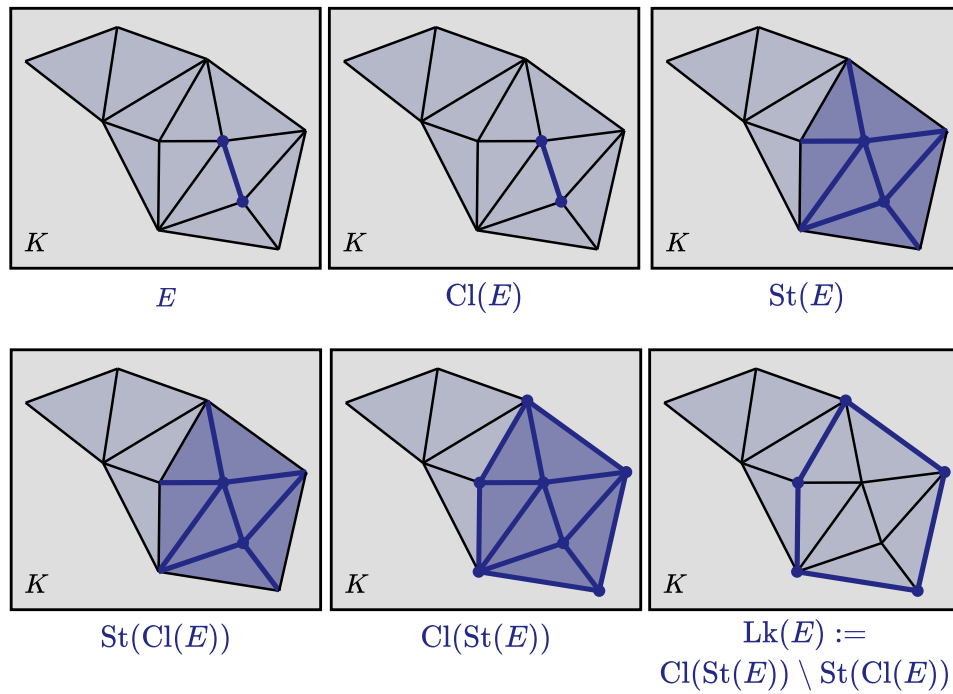 K
K
K
E
Cl(E)
St(E)
K
K
K
St(Cl(E))
Cl(St(E))
Lk(E) :=
Cl(St(E)) \ St(Cl(E))